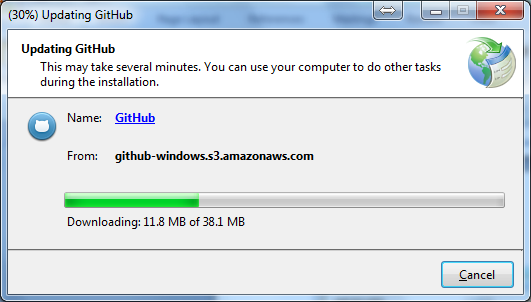 (30%) Updating GitHub
Updating GitHub
This may take several minutes. You can use your computer to do other tasks
during the installation.
Name: GitHub
From: github-windows.s3.amazonaws.com
Downloading: 11.8 MB of 38.1 MB
Cancel